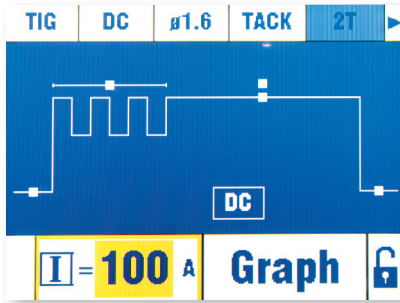 TIG DC ø1.6 TACK 2T
DC
I = 100 A Graph